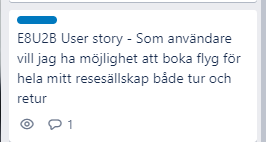 E8U2B User story - Som användare
vill jag ha möjlighet att boka flyg för
hela mitt resesällskap både tur och
retur
1